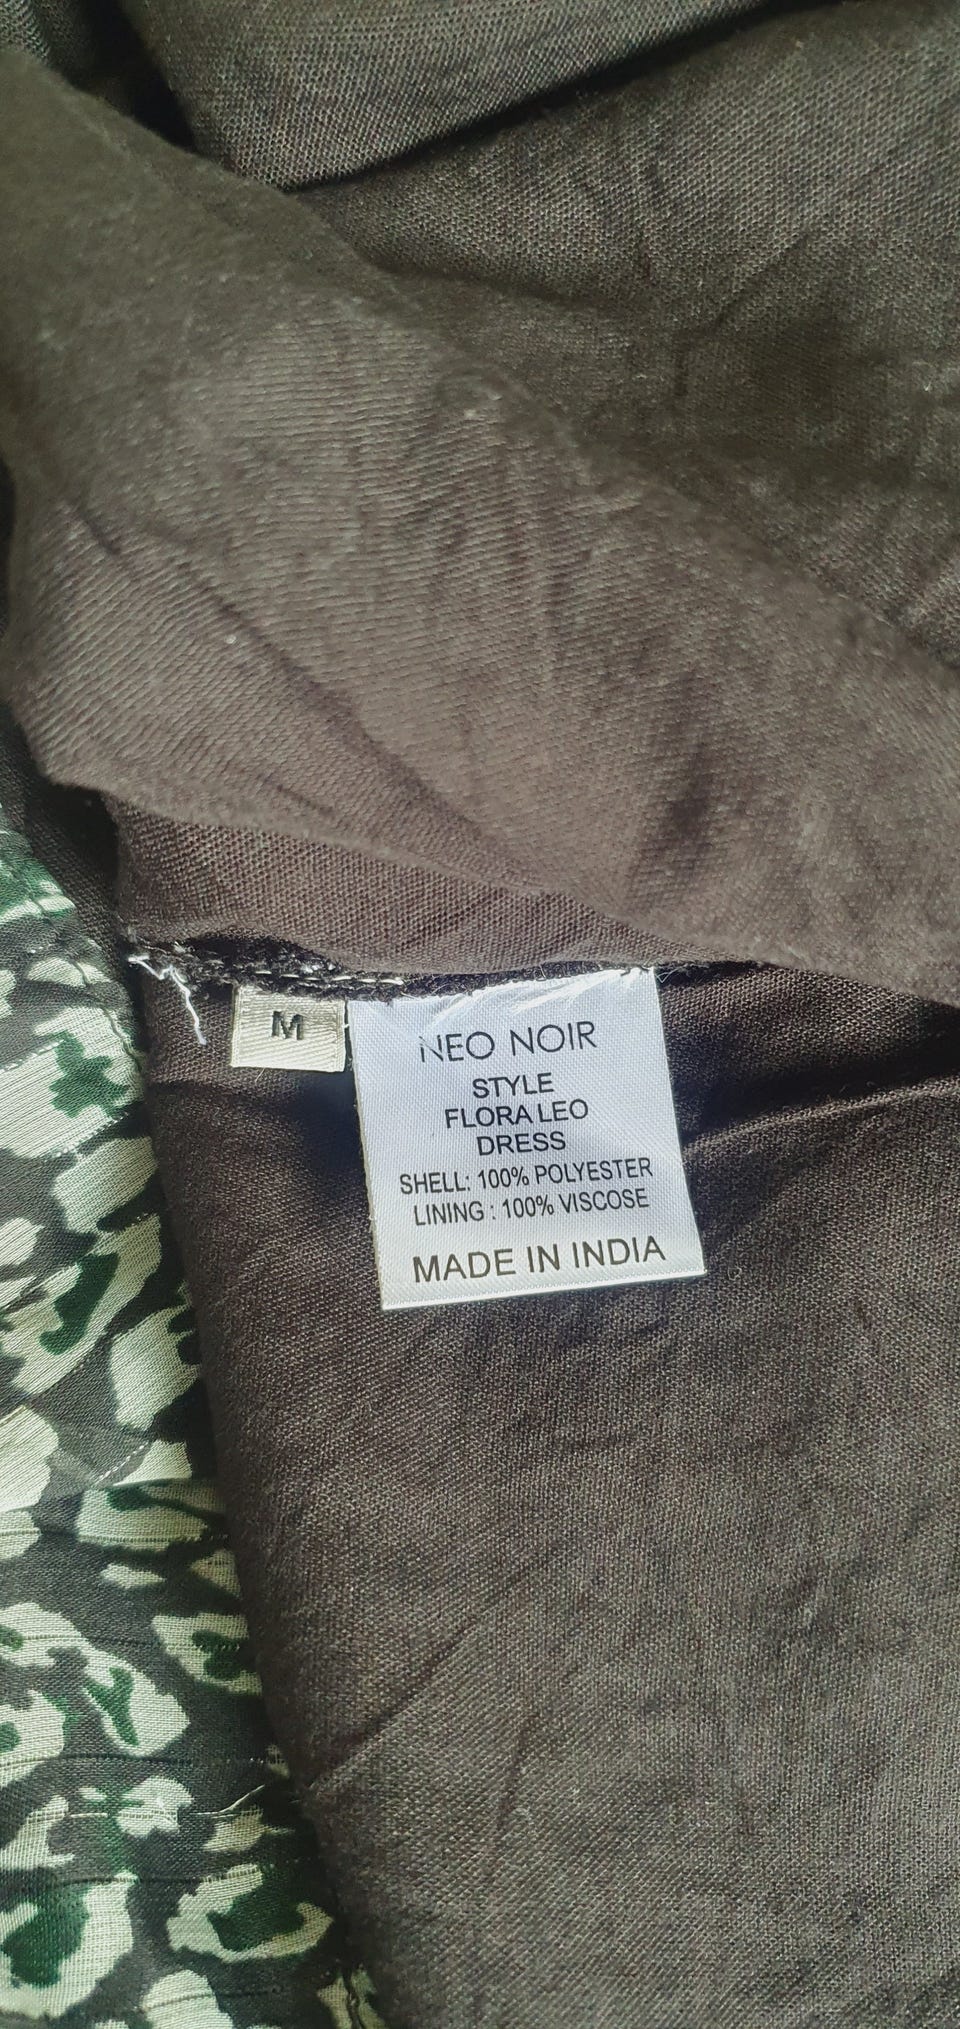 M
NEO NOIR
STYLE
FLORA LEO
DRESS
SHELL: 100% POLYESTER
LINING : 100% VISCOSE
MADE IN INDIA